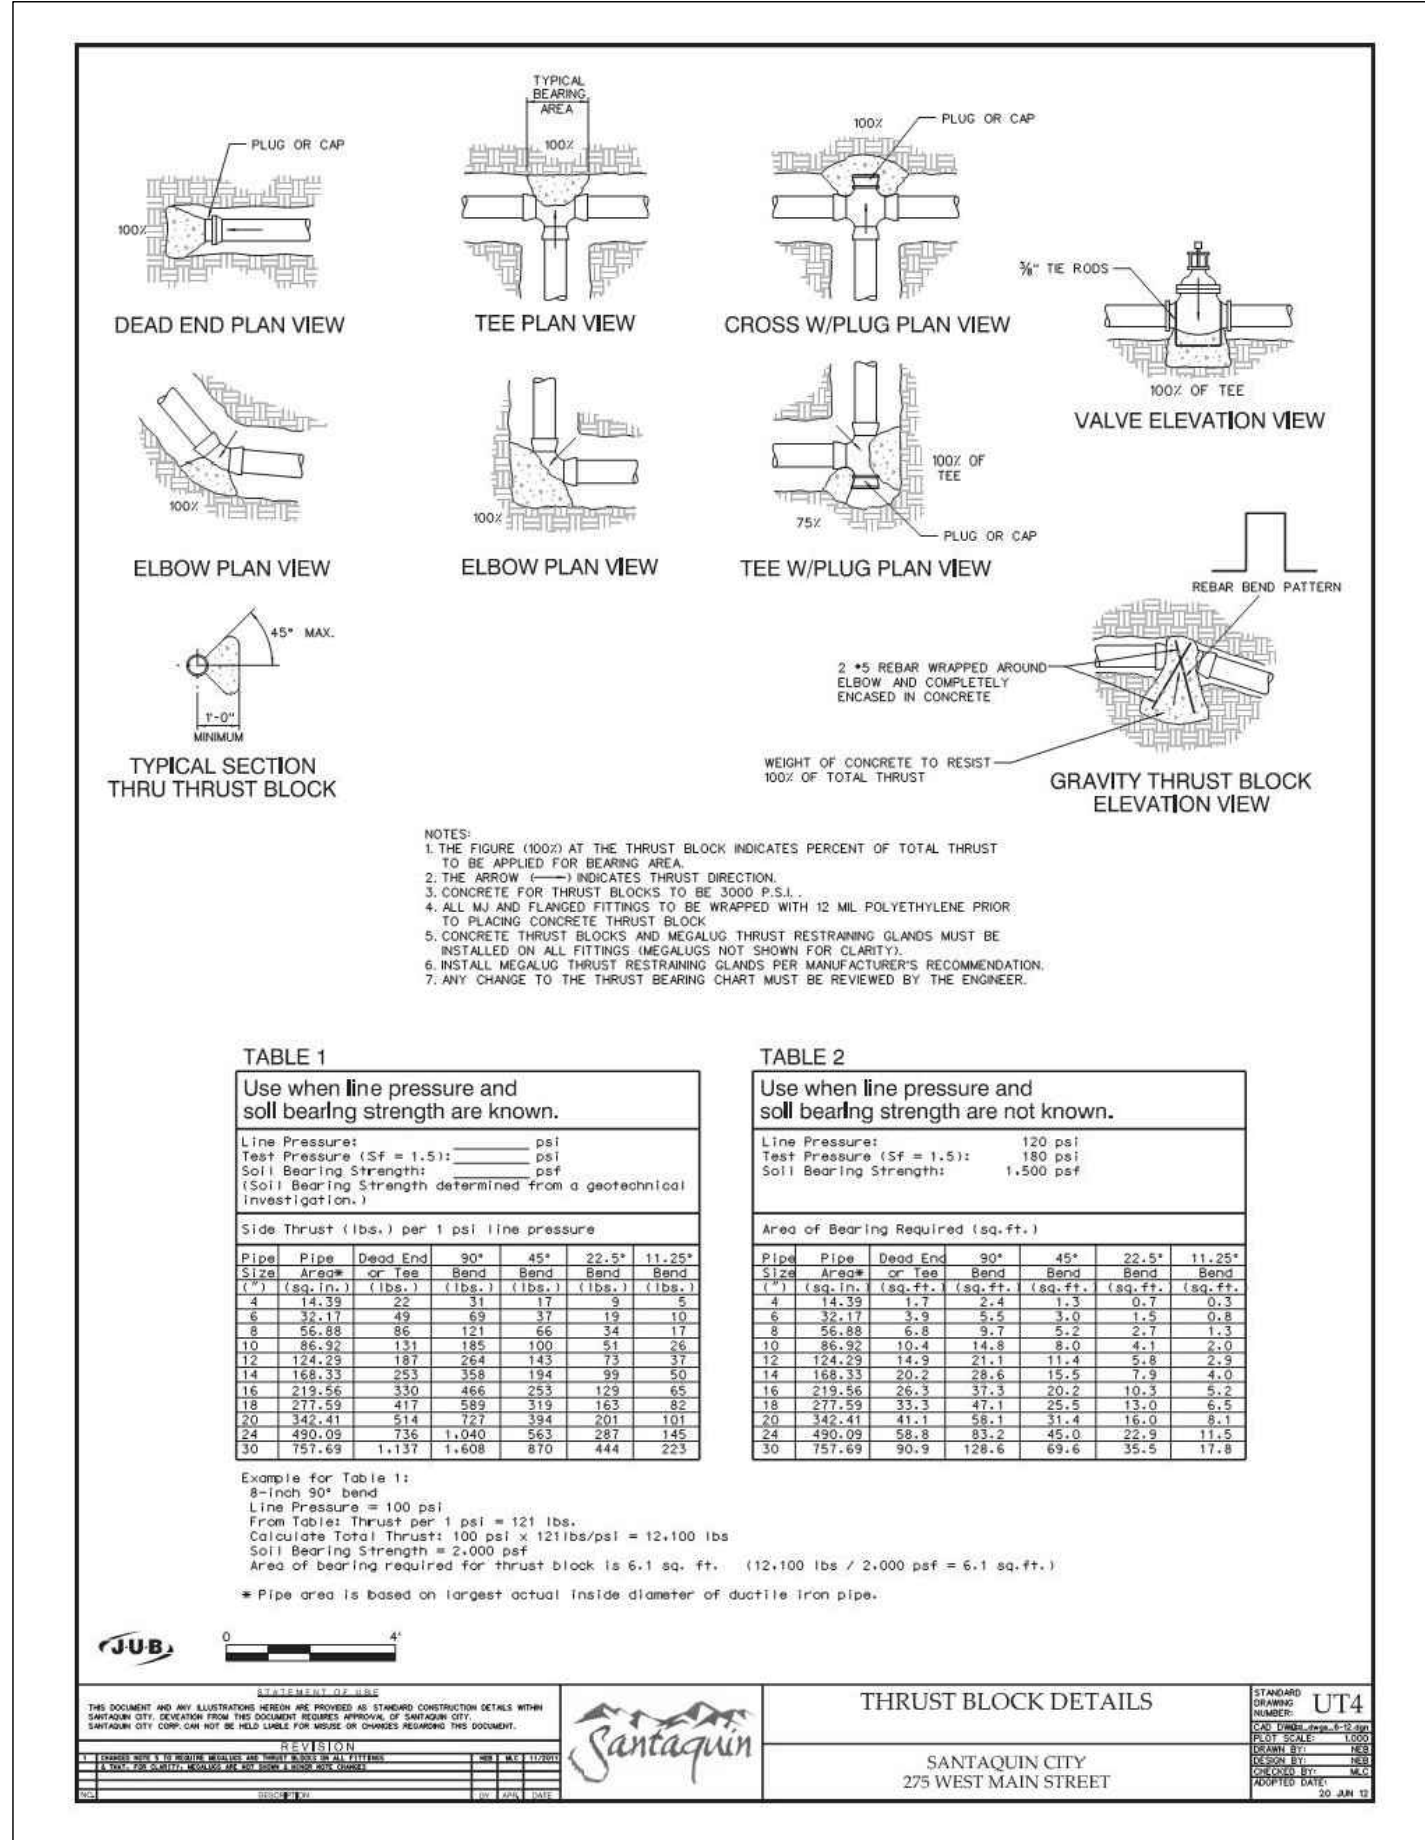 TYPICAL
BEARING
AREA
100%
PLUG OR CAP
100%
DEAD END PLAN VIEW
TEE PLAN VIEW
100%
PLUG OR CAP
CROSS W/PLUG PLAN VIEW
⅝" TIE RODS
100% OF TEE
VALVE ELEVATION VIEW
100%
ELBOW PLAN VIEW
100%
ELBOW PLAN VIEW
100% OF
TEE
75%
PLUG OR CAP
TEE W/PLUG PLAN VIEW
REBAR BEND PATTERN
45° MAX.
1'-0"
MINIMUM
TYPICAL SECTION
THRU THRUST BLOCK
2 #5 REBAR WRAPPED AROUND
ELBOW AND COMPLETELY
ENCASED IN CONCRETE
WEIGHT OF CONCRETE TO RESIST
100% OF TOTAL THRUST
GRAVITY THRUST BLOCK
ELEVATION VIEW
NOTES:
1. THE FIGURE (100%) AT THE THRUST BLOCK INDICATES PERCENT OF TOTAL THRUST
TO BE APPLIED FOR BEARING AREA.
2. THE ARROW (——) INDICATES THRUST DIRECTION.
3. CONCRETE FOR THRUST BLOCKS TO BE 3000 P.S.I..
4. ALL MJ AND FLANGED FITTINGS TO BE WRAPPED WITH 12 MIL POLYETHYLENE PRIOR
TO PLACING CONCRETE THRUST BLOCK
5. CONCRETE THRUST BLOCKS AND MEGALUG THRUST RESTRAINING GLANDS MUST BE
INSTALLED ON ALL FITTINGS (MEGALUGS NOT SHOWN FOR CLARITY).
6. INSTALL MEGALUG THRUST RESTRAINING GLANDS PER MANUFACTURER'S RECOMMENDATION.
7. ANY CHANGE TO THE THRUST BEARING CHART MUST BE REVIEWED BY THE ENGINEER.
TABLE 1
Use when line pressure and
soil bearing strength are known.
Line Pressure: ________ psi
Test Pressure (Sf = 1.5): ________ psi
Soil Bearing Strength: ________ psf
(Soil Bearing Strength determined from a geotechnical
investigation.)
Side Thrust (lbs.) per 1 psi line pressure
Pipe Pipe Dead End 90° 45° 22.5° 11.25°
Size Area* or Tee Bend Bend Bend Bend
(") (sq.in.) (lbs.) (lbs.) (lbs.) (lbs.) (lbs.)
4 14.39 22 31 17 9 5
6 32.17 49 69 37 19 10
8 56.88 86 121 66 34 17
10 86.92 131 185 100 51 26
12 124.29 187 264 143 73 37
14 168.33 253 358 194 99 50
16 219.56 330 466 253 129 65
18 277.59 417 589 319 163 82
20 342.41 514 727 394 201 101
24 490.09 736 1,040 563 287 145
30 757.69 1,137 1,608 870 444 223
TABLE 2
Use when line pressure and
soil bearing strength are not known.
Line Pressure: 120 psi
Test Pressure (Sf = 1.5): 180 psi
Soil Bearing Strength: 1,500 psf
Area of Bearing Required (sq.ft.)
Pipe Pipe Dead End 90° 45° 22.5° 11.25°
Size Area* or Tee Bend Bend Bend Bend
(") (sq.in.) (sq.ft.) (sq.ft.) (sq.ft.) (sq.ft. (sq.ft.
4 14.39 1.7 2.4 1.3 0.7 0.3
6 32.17 3.9 5.5 3.0 1.5 0.8
8 56.88 6.8 9.7 5.2 2.7 1.3
10 86.92 10.4 14.8 8.0 4.1 2.0
12 124.29 14.9 21.1 11.4 5.8 2.9
14 168.33 20.2 28.6 15.5 7.9 4.0
16 219.56 26.3 37.3 20.2 10.3 5.2
18 277.59 33.3 47.1 25.5 13.0 6.5
20 342.41 41.1 58.1 31.4 16.0 8.1
24 490.09 58.8 83.2 45.0 22.9 11.5
30 757.69 90.9 128.6 69.6 35.5 17.8
Example for Table 1:
8-inch 90° bend
Line Pressure = 100 psi
From Table: Thrust per 1 psi = 121 lbs.
Calculate Total Thrust: 100 psi x 121lbs/psi = 12,100 lbs
Soil Bearing Strength = 2,000 psf
Area of bearing required for thrust block is 6.1 sq. ft. (12,100 lbs / 2,000 psf = 6.1 sq.ft.)
* Pipe area is based on largest actual inside diameter of ductile iron pipe.
J·U·B
0 4"
STATEMENT OF USE
THIS DOCUMENT AND ANY ILLUSTRATIONS HEREON ARE PROVIDED AS STANDARD CONSTRUCTION DETAILS WITHIN
SANTAQUIN CITY. DEVEATION FROM THIS DOCUMENT REQUIRES APPROVAL OF SANTAQUIN CITY.
SANTAQUIN CITY CORP. CAN NOT BE HELD LIABLE FOR MISUSE OR CHANGES REGARDING THIS DOCUMENT.
REVISION
1 CHANGED NOTE 5 TO REQUIRE MEGALUGS AND THRUST BLOCKS ON ALL FITTINGS NEB MLC 11/2011
& THAT, FOR CLARITY, MEGALUGS ARE NOT SHOWN & MINOR NOTE CHANGES
NO. DESCRIPTION BY APR. DATE
Santaquin
THRUST BLOCK DETAILS
SANTAQUIN CITY
275 WEST MAIN STREET
STANDARD
DRAWING
NUMBER: UT4
PLOT SCALE: 1.000
DRAWN BY: NEB
DESIGN BY: NEB
CHECKED BY: MLC
ADOPTED DATE:
20 JUN 12